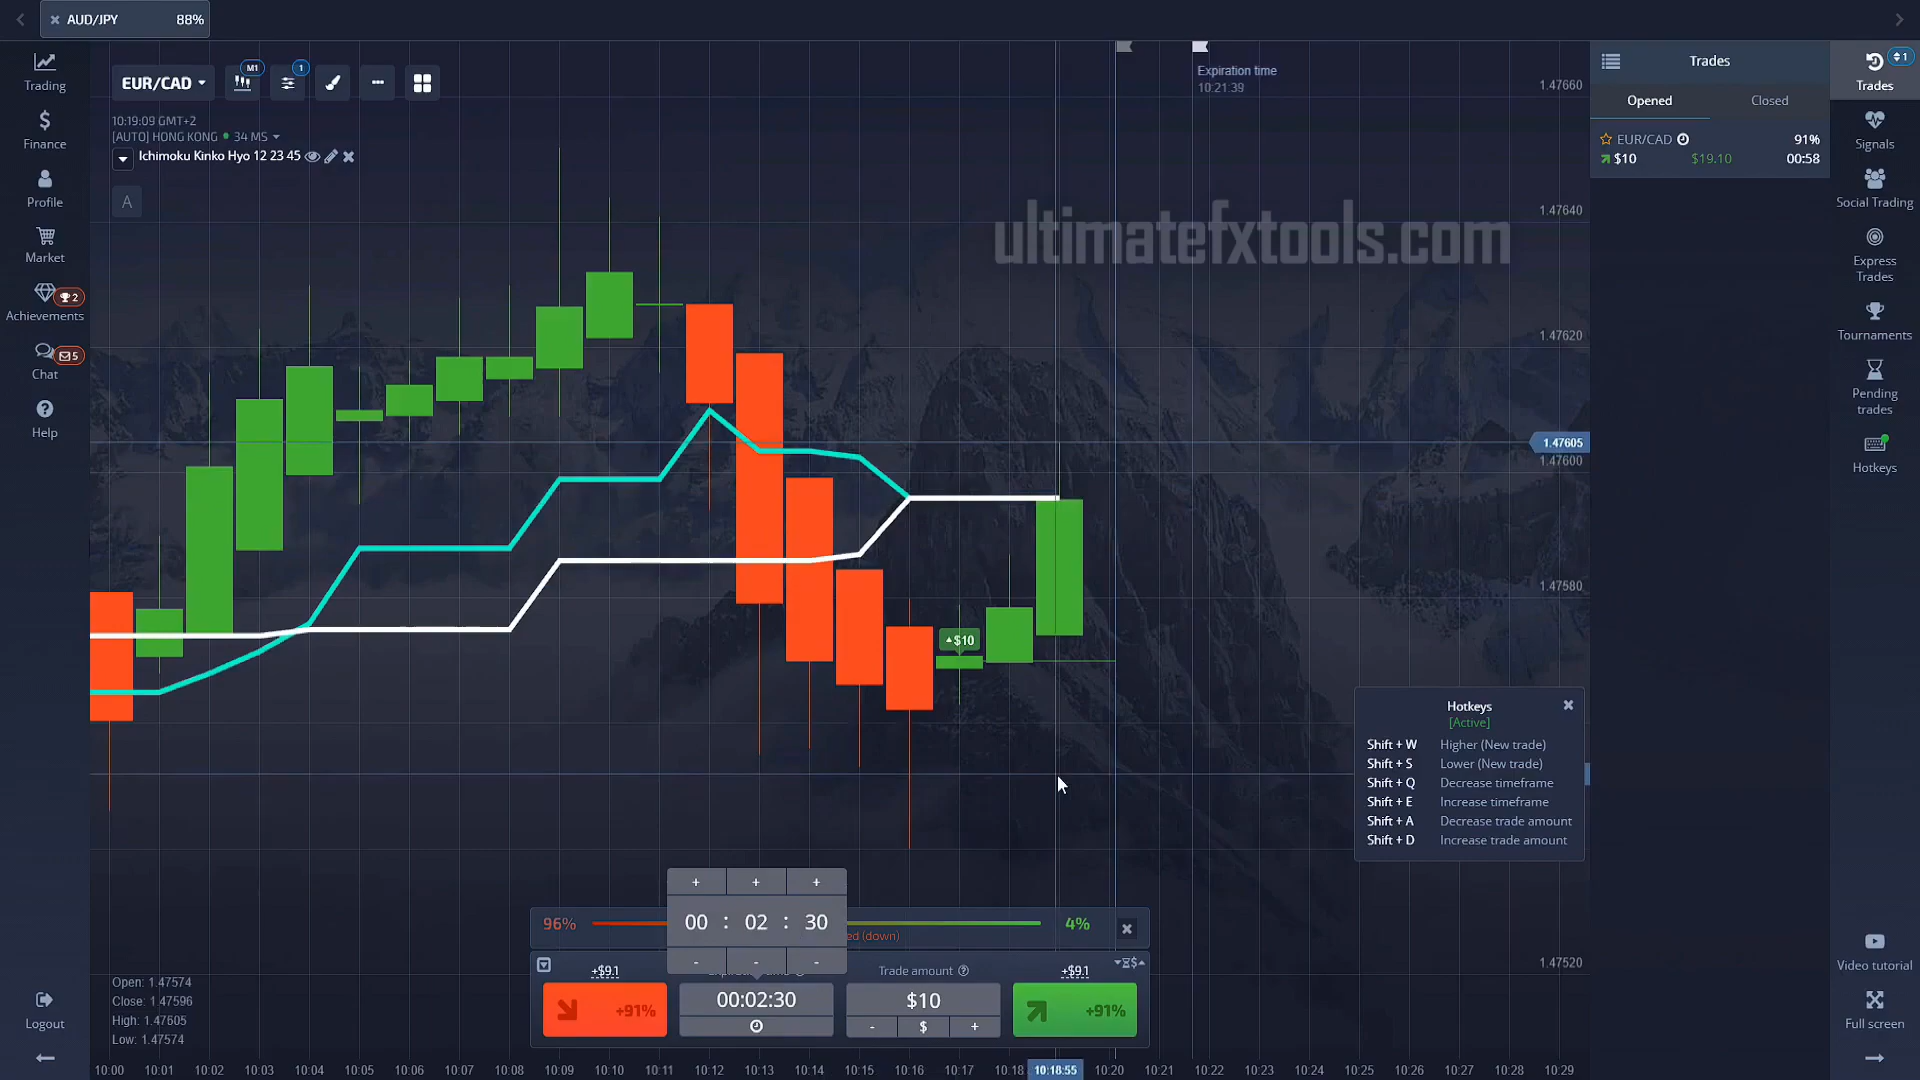 AUD/JPY 88%
Trading
Finance
Profile
Market
Achievements
2
Chat
5
Help
Logout
EUR/CAD
M1
1
10:19:09 GMT+2
[AUTO] HONG KONG 34 MS
Ichimoku Kinko Hyo 12 23 45
A
Expiration time
10:21:39
ultimatefxtools.com
1.47660
1.47640
1.47620
1.47605
1.47600
1.47580
1.47520
$10
Trades
Opened Closed
EUR/CAD 91%
$10 $19.10 00:58
1
Trades
Signals
Social Trading
Express
Trades
Tournaments
Pending
trades
Hotkeys
Video tutorial
Full screen
Hotkeys
[Active]
Shift + W Higher (New trade)
Shift + S Lower (New trade)
Shift + Q Decrease timeframe
Shift + E Increase timeframe
Shift + A Decrease trade amount
Shift + D Increase trade amount
+ + +
96% 00 : 02 : 30 4%
ed (down)
- - -
+$9.1 Trade amount +$9.1
+91% 00:02:30 $10 +91%
- $ +
Open: 1.47574
Close: 1.47596
High: 1.47605
Low: 1.47574
10:00 10:01 10:02 10:03 10:04 10:05 10:06 10:07 10:08 10:09 10:10 10:11 10:12 10:13 10:14 10:15 10:16 10:17 10:18 10:18:55 10:20 10:21 10:22 10:23 10:24 10:25 10:26 10:27 10:28 10:29